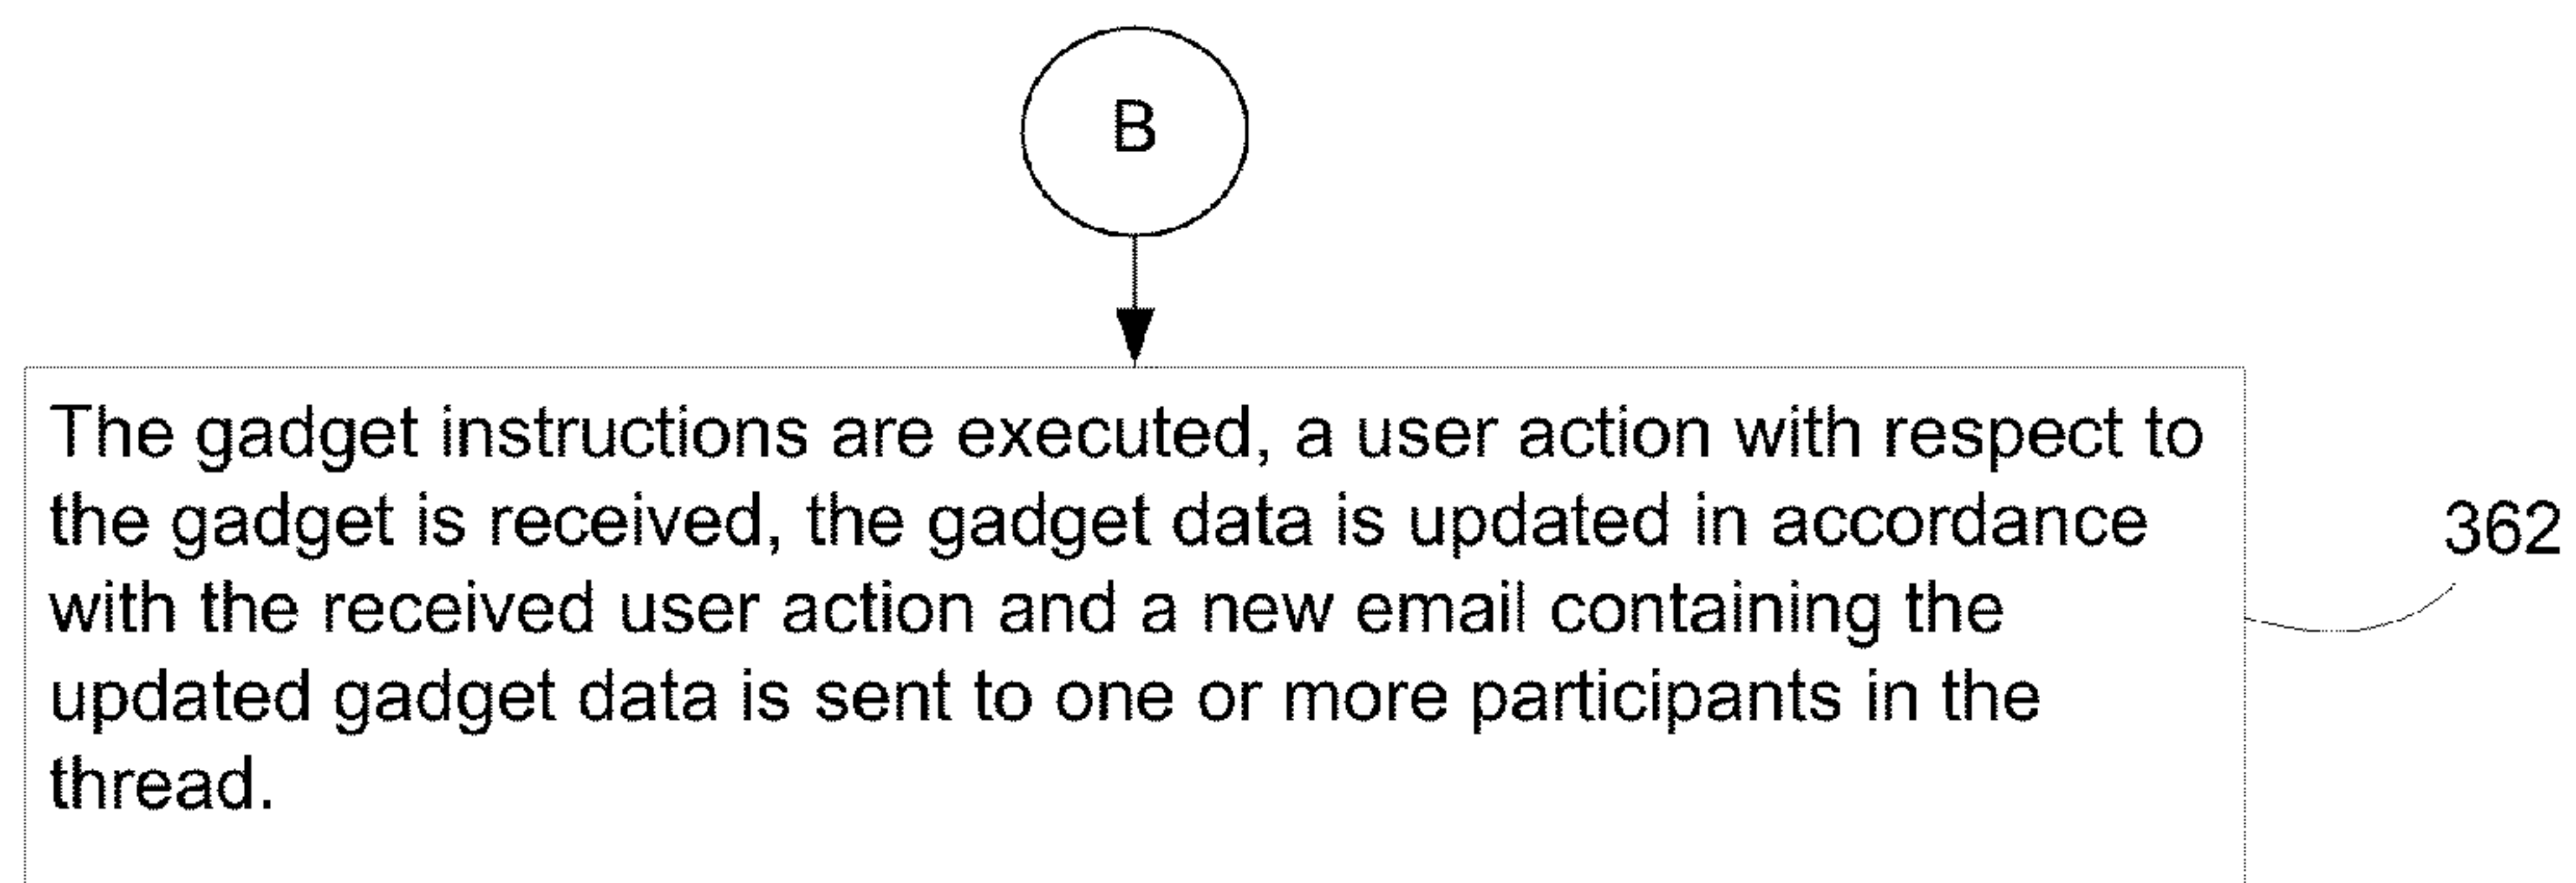 B
The gadget instructions are executed, a user action with respect to
the gadget is received, the gadget data is updated in accordance
362
with the received user action and a new email containing the
updated gadget data is sent to one or more participants in the
thread.